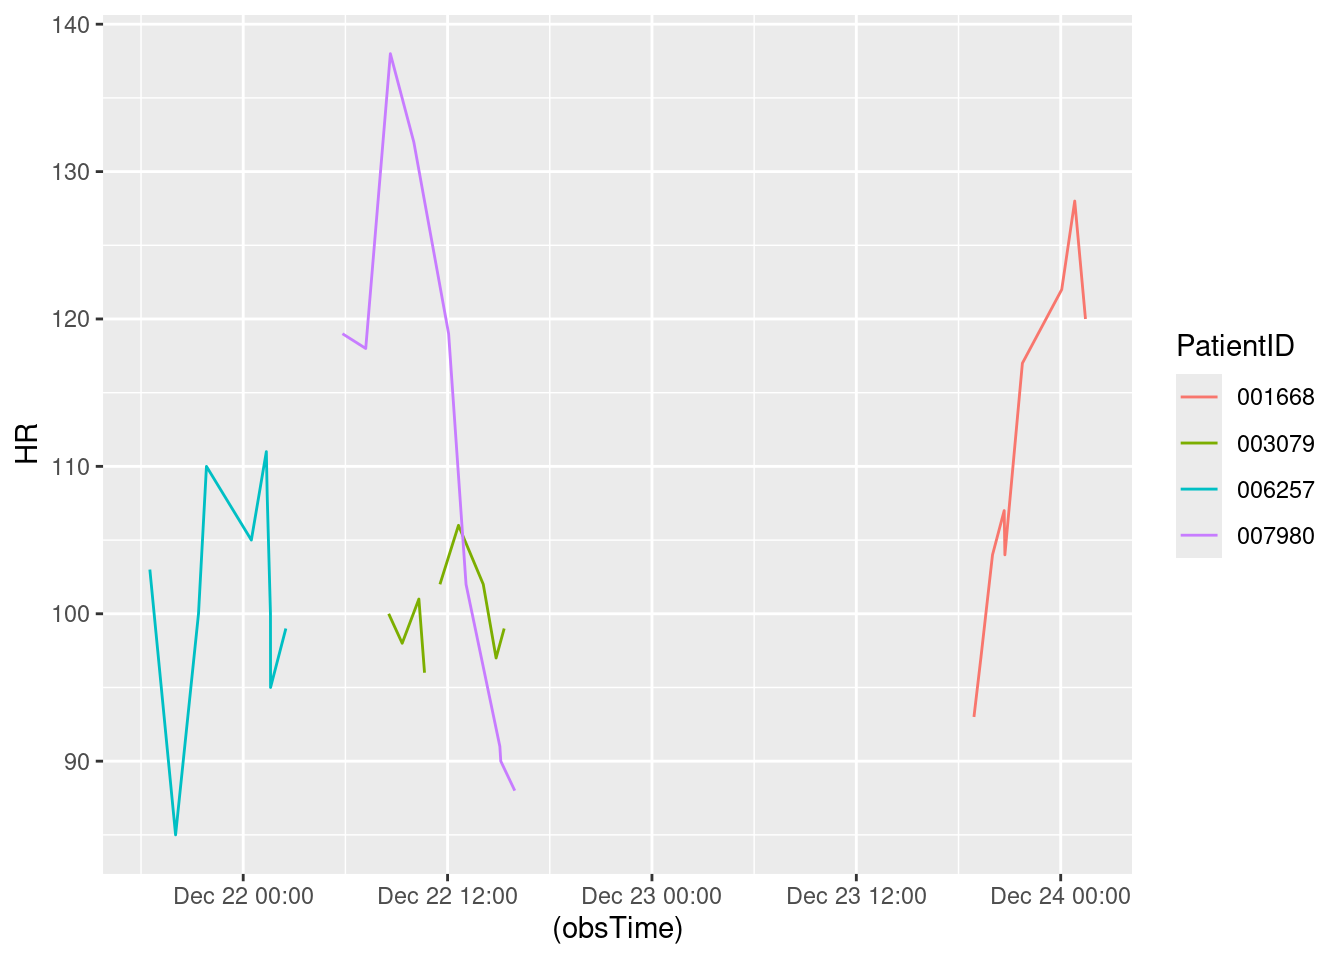 140
130
120
110
100
90
HR
Dec 22 00:00
Dec 22 12:00
Dec 23 00:00
Dec 23 12:00
Dec 24 00:00
(obsTime)
PatientID
001668
003079
006257
007980